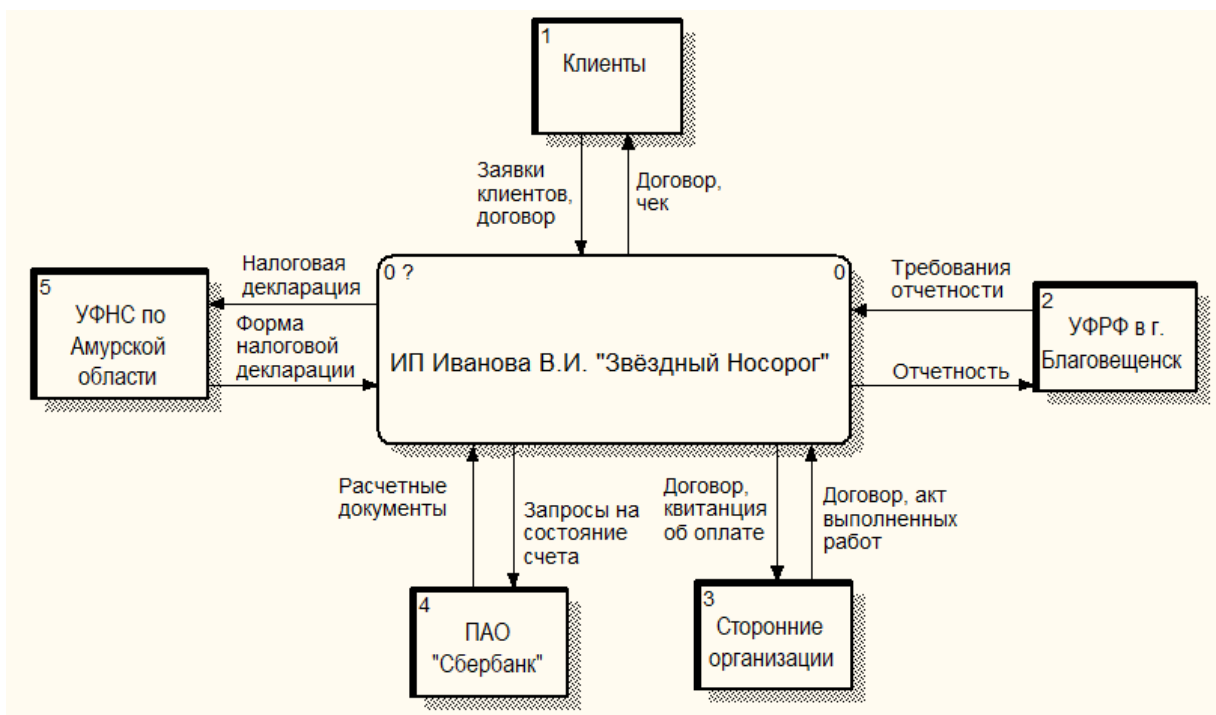 1
Клиенты
Заявки
клиентов,
договор
Договор,
чек
5
УФНС по
Амурской
области
Налоговая
декларация
Форма
налоговой
декларации
0 ?
0
ИП Иванова В.И. "Звёздный Носорог"
Требования
отчетности
Отчетность
2
УФРФ в г.
Благовещенск
Расчетные
документы
Запросы на
состояние
счета
Договор,
квитанция
об оплате
Договор, акт
выполненных
работ
4
ПАО
"Сбербанк"
3
Сторонние
организации